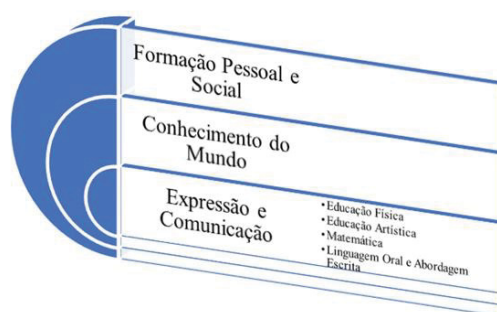 Formação Pessoal e
Social
Conhecimento do
Mundo
Expressão e
Comunicação
•Educação Física
•Educação Artística
•Matemática
•Linguagem Oral e Abordagem
Escrita